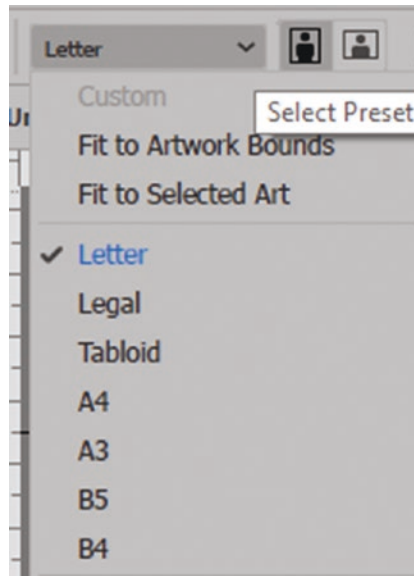 Letter
Custom
Ur
Select Preset
Fit to Artwork Bounds
Fit to Selected Art
Letter
Legal
Tabloid
A4
A3
B5
B4